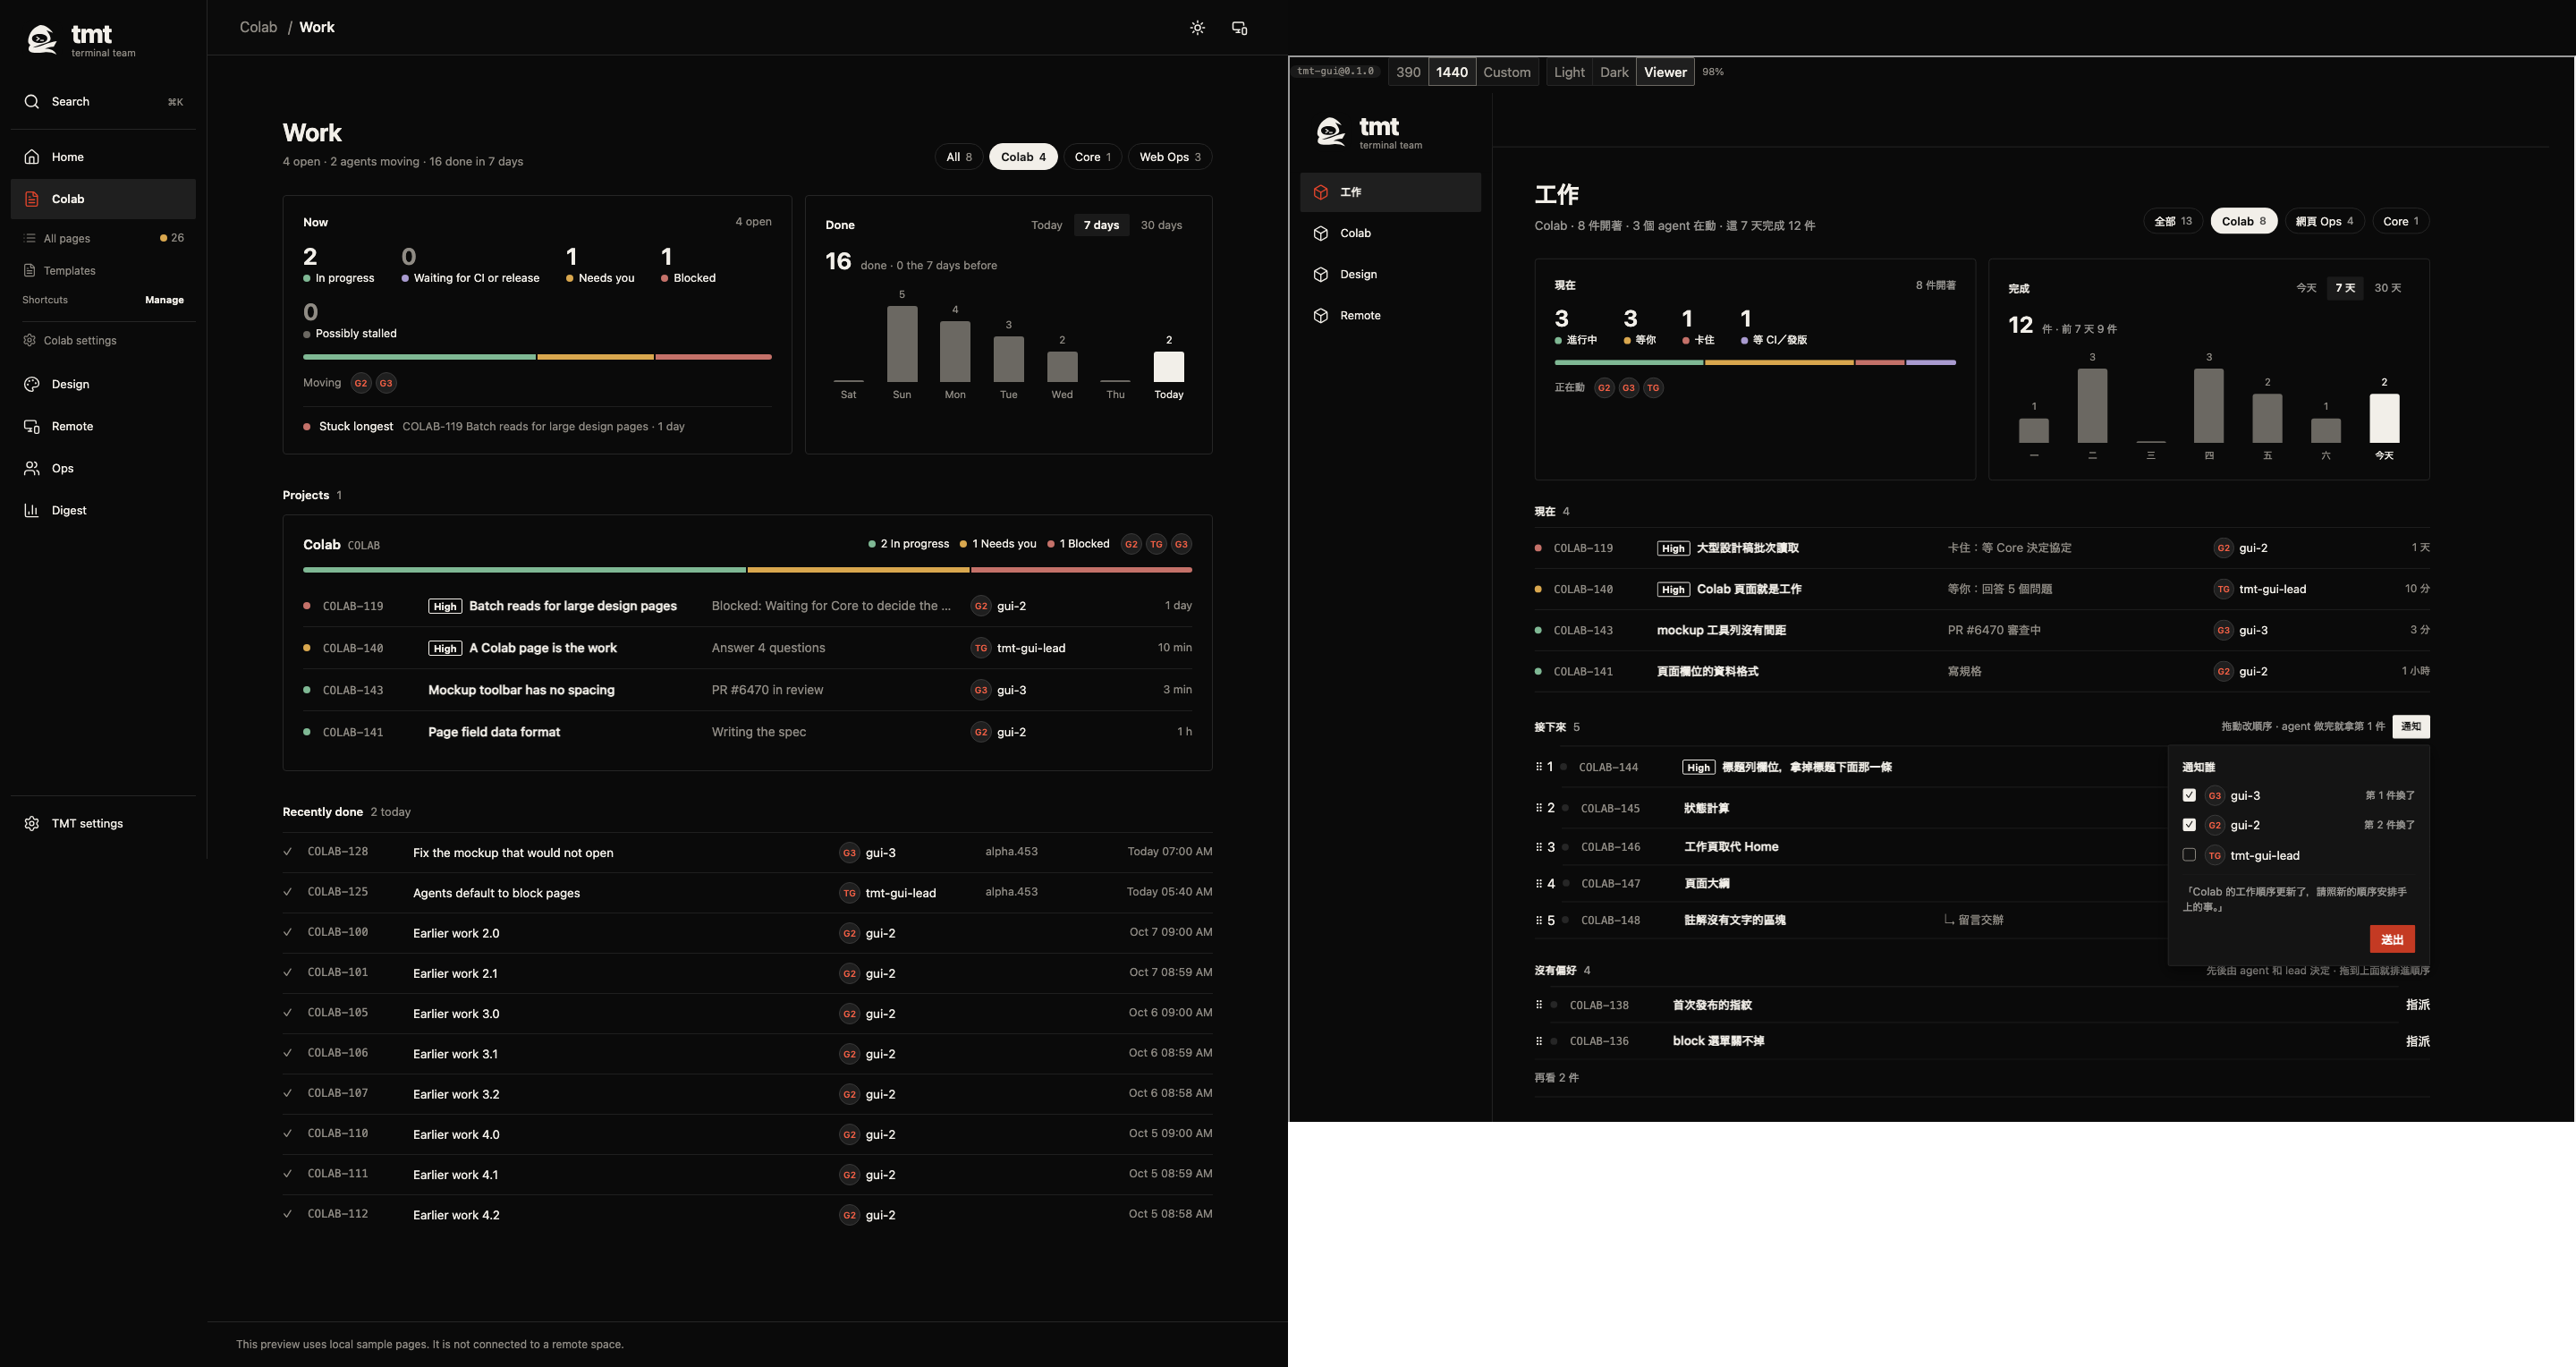 tmt
terminal team
Search ⌘K
Home
Colab
All pages 26
Templates
Shortcuts Manage
Colab settings
Design
Remote
Ops
Digest
TMT settings
Colab / Work
Work
4 open · 2 agents moving · 16 done in 7 days
All 8 Colab 4 Core 1 Web Ops 3
Now 4 open
2 0 1 1
In progress Waiting for CI or release Needs you Blocked
0
Possibly stalled
Moving G2 G3
Stuck longest COLAB-119 Batch reads for large design pages · 1 day
Done Today 7 days 30 days
16 done · 0 the 7 days before
5 4 3 2 2
Sat Sun Mon Tue Wed Thu Today
Projects 1
Colab COLAB 2 In progress 1 Needs you 1 Blocked G2 TG G3
COLAB-119 High Batch reads for large design pages Blocked: Waiting for Core to decide the ... G2 gui-2 1 day
COLAB-140 High A Colab page is the work Answer 4 questions TG tmt-gui-lead 10 min
COLAB-143 Mockup toolbar has no spacing PR #6470 in review G3 gui-3 3 min
COLAB-141 Page field data format Writing the spec G2 gui-2 1 h
Recently done 2 today
COLAB-128 Fix the mockup that would not open G3 gui-3 alpha.453 Today 07:00 AM
COLAB-125 Agents default to block pages TG tmt-gui-lead alpha.453 Today 05:40 AM
COLAB-100 Earlier work 2.0 G2 gui-2 Oct 7 09:00 AM
COLAB-101 Earlier work 2.1 G2 gui-2 Oct 7 08:59 AM
COLAB-105 Earlier work 3.0 G2 gui-2 Oct 6 09:00 AM
COLAB-106 Earlier work 3.1 G2 gui-2 Oct 6 08:59 AM
COLAB-107 Earlier work 3.2 G2 gui-2 Oct 6 08:58 AM
COLAB-110 Earlier work 4.0 G2 gui-2 Oct 5 09:00 AM
COLAB-111 Earlier work 4.1 G2 gui-2 Oct 5 08:59 AM
COLAB-112 Earlier work 4.2 G2 gui-2 Oct 5 08:58 AM
This preview uses local sample pages. It is not connected to a remote space.
tmt-gui@0.1.0 390 1440 Custom Light Dark Viewer 98%
tmt
terminal team
工作
Colab
Design
Remote
工作
Colab · 8 件開著 · 3 個 agent 在動 · 這 7 天完成 12 件
全部 13 Colab 8 網頁 Ops 4 Core 1
現在 8 件開著
3 3 1 1
進行中 等你 卡住 等 CI／發版
正在動 G2 G3 TG
完成 今天 7 天 30 天
12 件 · 前 7 天 9 件
1 3 3 2 1 2
一 二 三 四 五 六 今天
現在 4
COLAB-119 High 大型設計稿批次讀取 卡住：等 Core 決定協定 G2 gui-2 1 天
COLAB-140 High Colab 頁面就是工作 等你：回答 5 個問題 TG tmt-gui-lead 10 分
COLAB-143 mockup 工具列沒有間距 PR #6470 審查中 G3 gui-3 3 分
COLAB-141 頁面欄位的資料格式 寫規格 G2 gui-2 1 小時
接下來 5 拖動改順序 · agent 做完就拿第 1 件 通知
1 COLAB-144 High 標題列欄位，拿掉標題下面那一條
2 COLAB-145 狀態計算
3 COLAB-146 工作頁取代 Home
4 COLAB-147 頁面大綱
5 COLAB-148 註解沒有文字的區塊 留言交辦
通知誰
G3 gui-3 第 1 件換了
G2 gui-2 第 2 件換了
TG tmt-gui-lead
「Colab 的工作順序更新了，請照新的順序安排手
上的事。」
送出
沒有偏好 4 先後由 agent 和 lead 決定 · 拖到上面就排進順序
COLAB-138 首次發布的指紋 指派
COLAB-136 block 選單關不掉 指派
再看 2 件